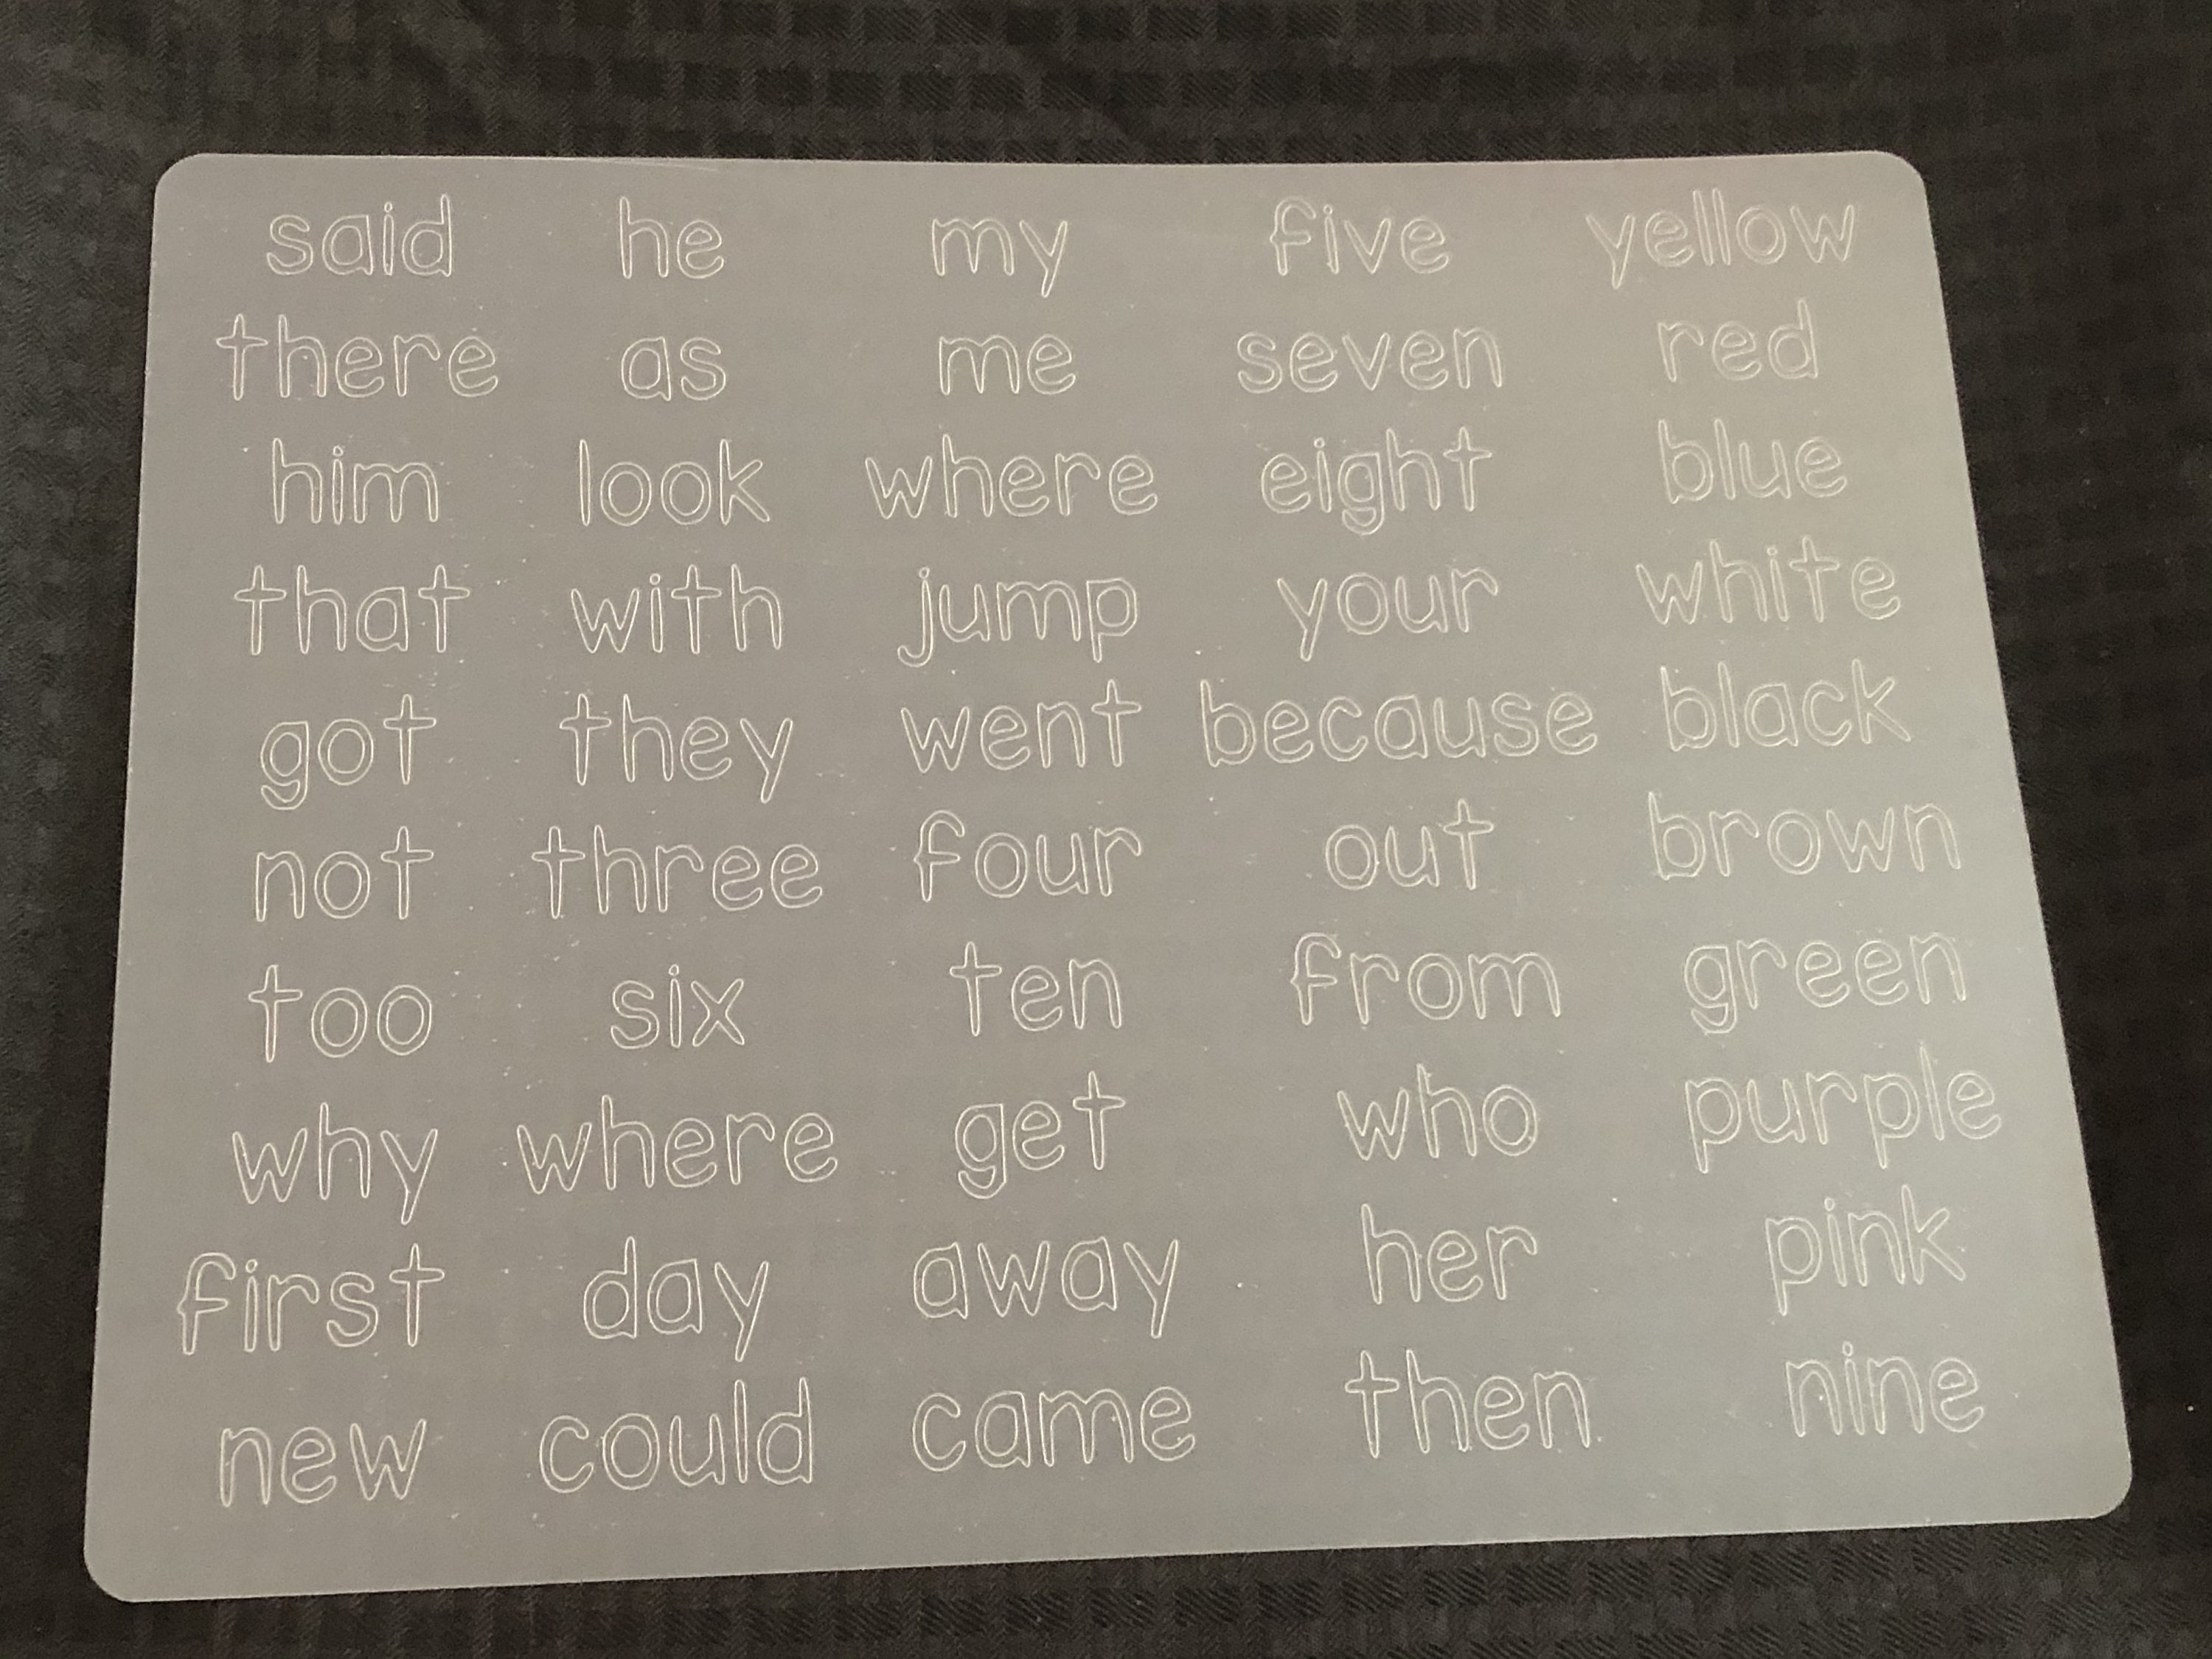 said he my five yellow
there as me seven red
him look where eight blue
that with jump your white
got they went because black
not three four out brown
too six ten from green
why where get who purple
first day away her pink
new could came then nine